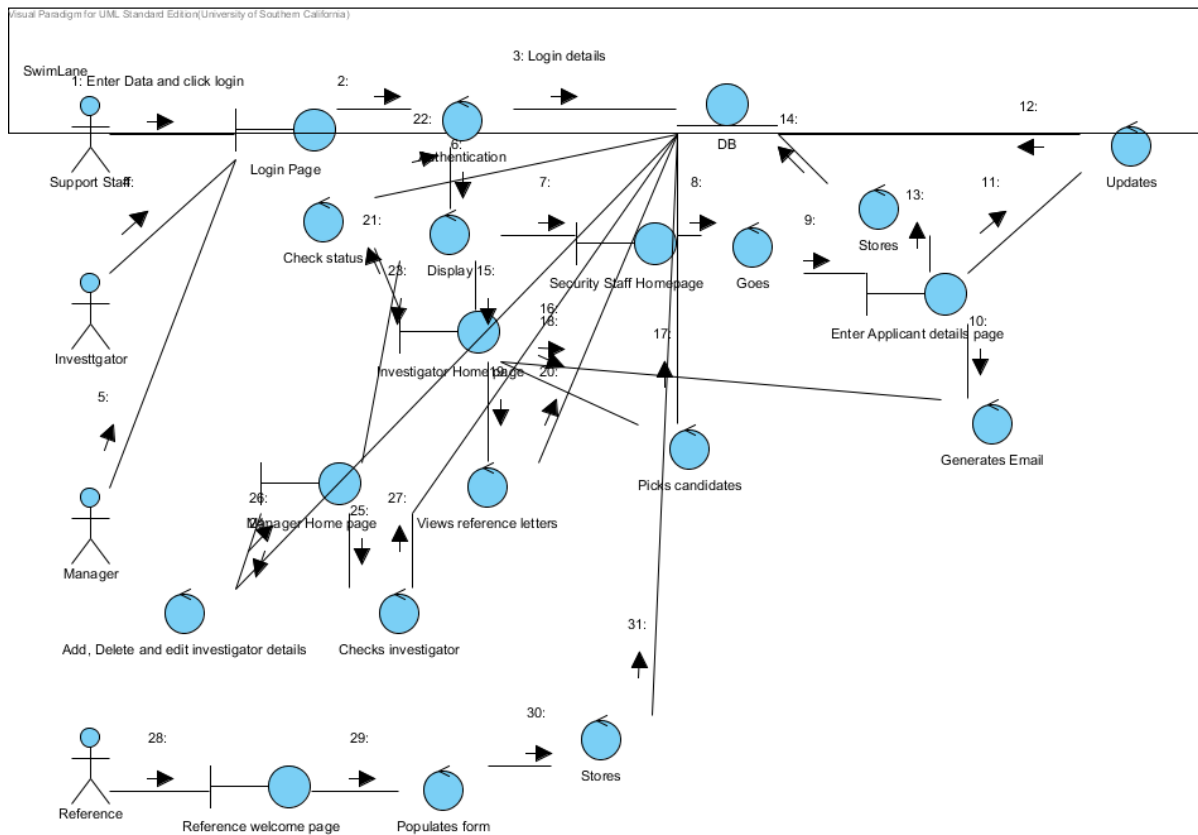 Visual Paradigm for UML Standard Edition(University of Southern California)
3: Login details
SwimLane
1: Enter Data and click login
2:
22:
14:
12:
6:
Authentication
DB
Login Page
Support Staff
4:
7:
8:
11:
Updates
21:
13:
Stores
9:
Check status
23:
Display
15:
Security Staff Homepage
Goes
16:
18:
17:
Enter Applicant details page
10:
Investtgator
Investigator Home page
19:
20:
5:
Generates Email
Picks candidates
26:
Manager Home page
25:
27:
Views reference letters
Manager
Add, Delete and edit investigator details
Checks investigator
31:
28:
29:
30:
Stores
Reference
Reference welcome page
Populates form